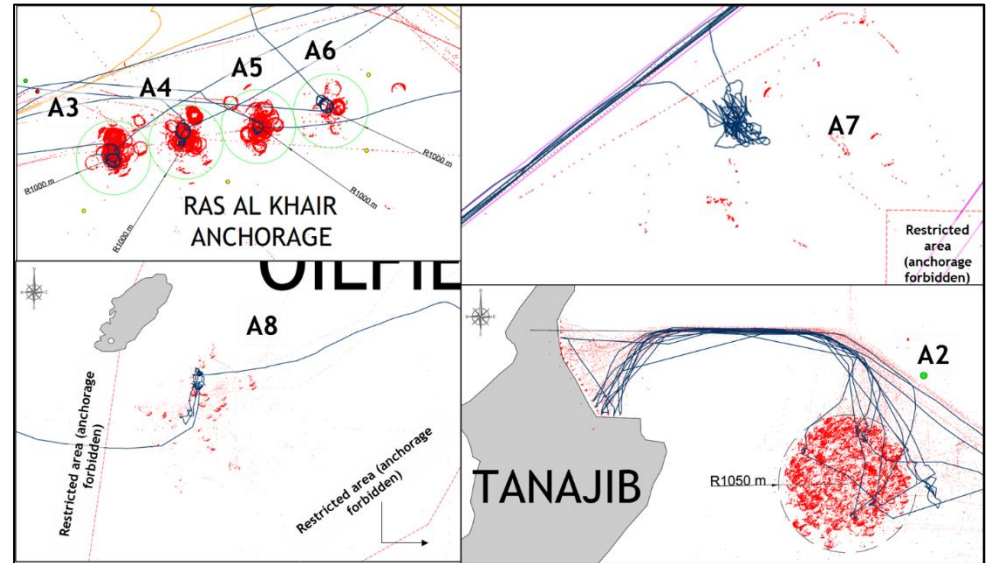 A3
A4
A5
A6
R1000 m
R1000 m
R1000 m
R1000 m
RAS AL KHAIR
ANCHORAGE
A7
Restricted
area
(anchorage
forbidden)
OILFIE
A8
Restricted area (anchorage
forbidden)
Restricted area (anchorage
forbidden)
A2
TANAJIB
R1050 m